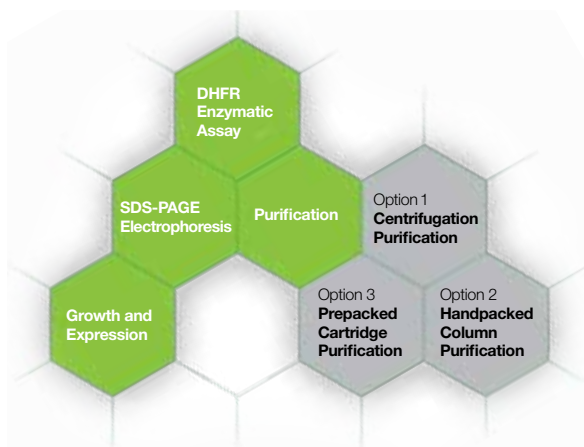 DHFR
Enzymatic
Assay
SDS-PAGE
Electrophoresis
Purification
Option 1
Centrifugation
Purification
Growth and
Expression
Option 3
Prepacked
Cartridge
Purification
Option 2
Handpacked
Column
Purification